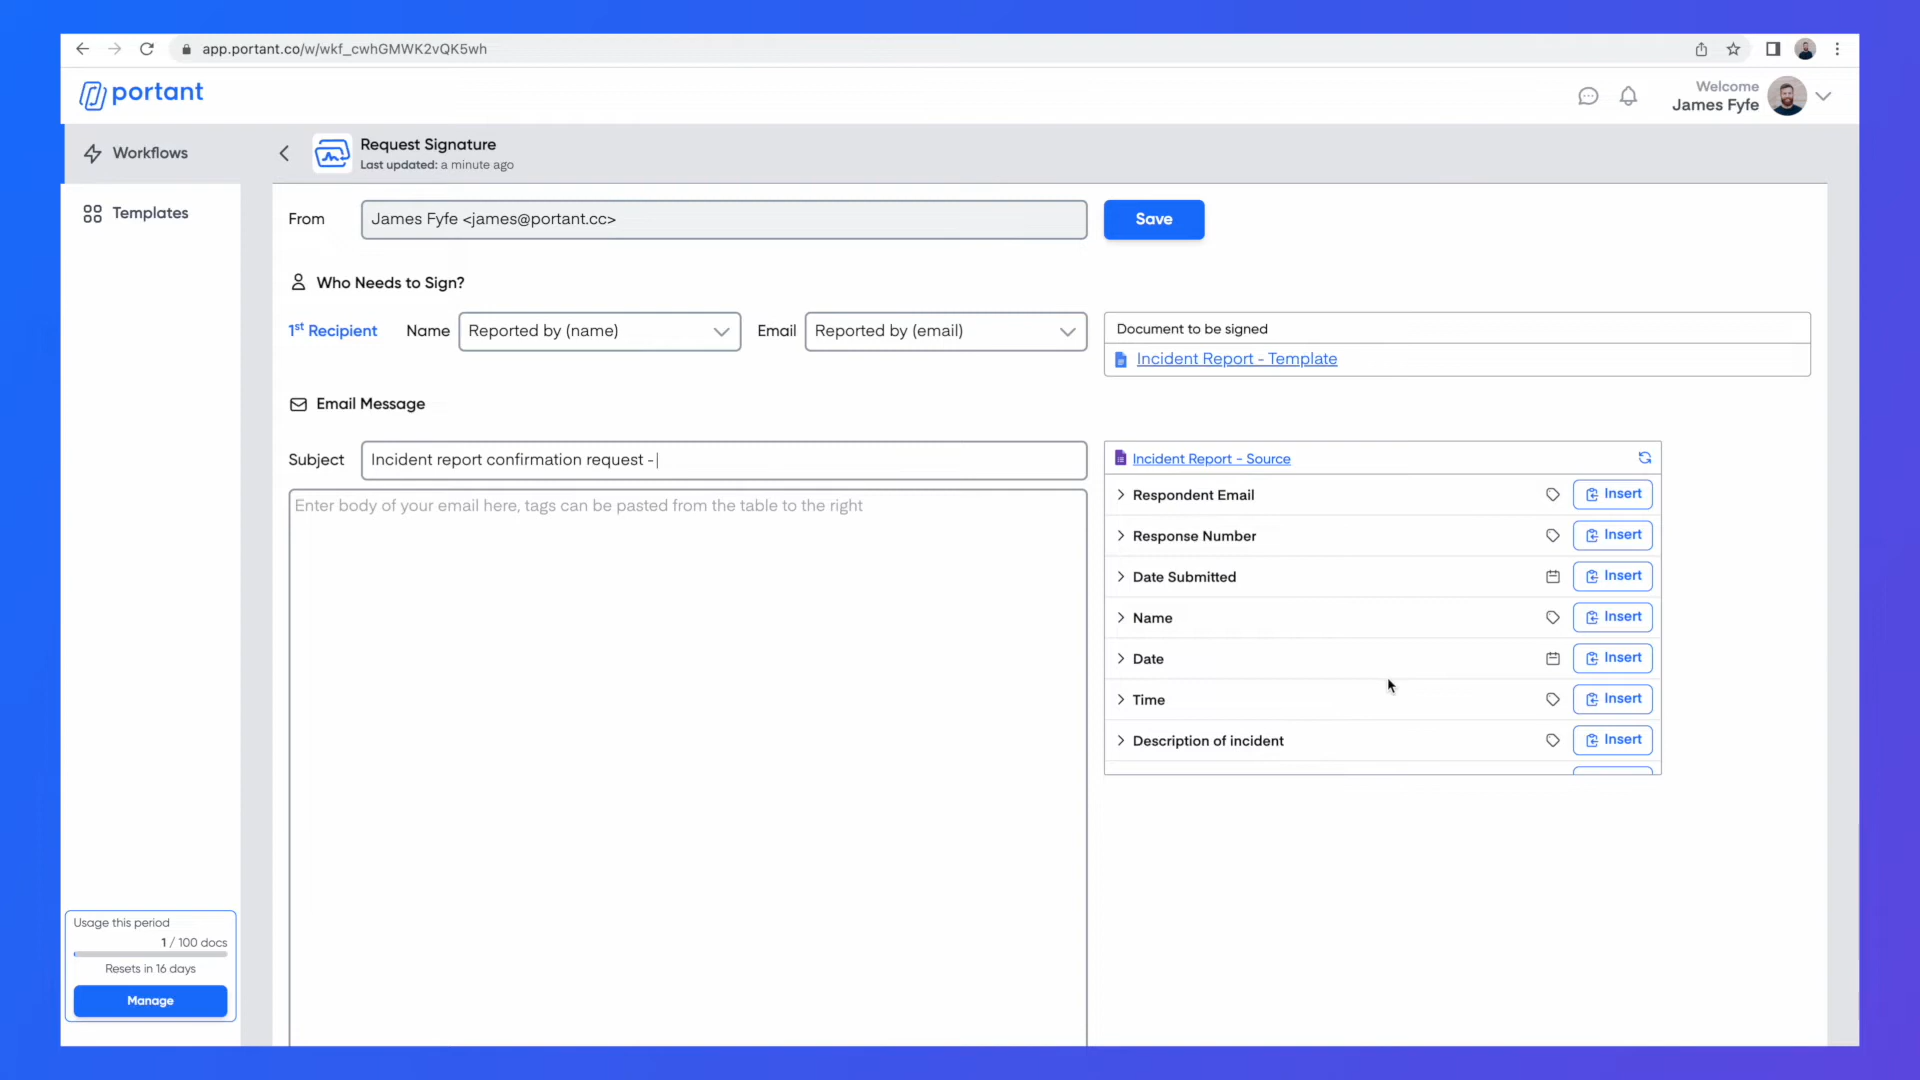 app.portant.co/w/wkf_cwhGMWK2vQK5wh
portant
Welcome
James Fyfe
Workflows
Request Signature
Last updated: a minute ago
Templates
From
James Fyfe <james@portant.cc>
Save
Who Needs to Sign?
1st Recipient
Name
Reported by (name)
Email
Reported by (email)
Document to be signed
Incident Report - Template
Email Message
Subject
Incident report confirmation request -
Incident Report - Source
Enter body of your email here, tags can be pasted from the table to the right
Respondent Email
Insert
Response Number
Insert
Date Submitted
Insert
Name
Insert
Date
Insert
Time
Insert
Description of incident
Insert
Usage this period
1 / 100 docs
Resets in 16 days
Manage